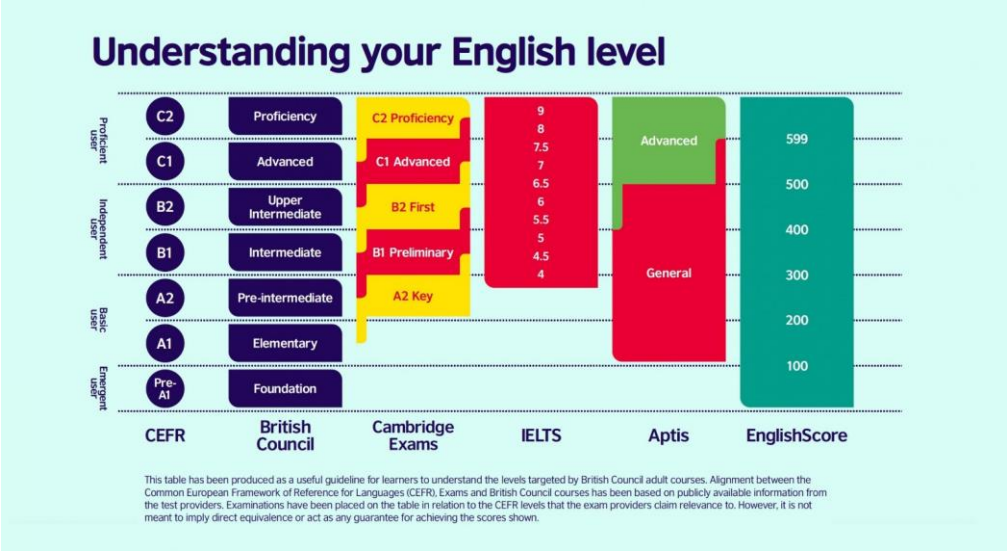 Understanding your English level
Proficient
user
Independent
user
Basic
user
Emergent
user
C2
C1
B2
B1
A2
A1
Pre-
A1
CEFR
Proficiency
Advanced
Upper
Intermediate
Intermediate
Pre-intermediate
Elementary
Foundation
British
Council
C2 Proficiency
C1 Advanced
B2 First
B1 Preliminary
A2 Key
Cambridge
Exams
9
8
7.5
7
6.5
6
5.5
5
4.5
4
IELTS
Advanced
General
Aptis
599
500
400
300
200
100
EnglishScore
This table has been produced as a useful guideline for learners to understand the levels targeted by British Council adult courses. Alignment between the
Common European Framework of Reference for Languages (CEFR), Exams and British Council courses has been based on publicly available information from
the test providers. Examinations have been placed on the table in relation to the CEFR levels that the exam providers claim relevance to. However, it is not
meant to imply direct equivalence or act as any guarantee for achieving the scores shown.